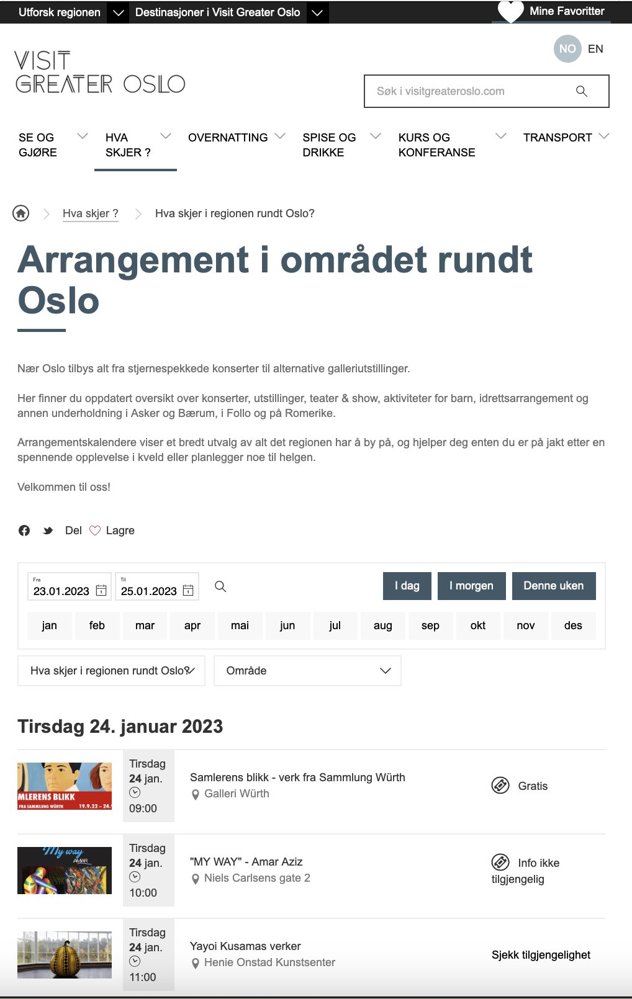 Utforsk regionen
Destinasjoner i Visit Greater Oslo
Mine Favoritter
NO EN
VISIT
GREATER OSLO
Søk i visitgreateroslo.com
SE OG
GJØRE
HVA
SKJER ?
OVERNATTING
SPISE OG
DRIKKE
KURS OG
KONFERANSE
TRANSPORT
Hva skjer ?
Hva skjer i regionen rundt Oslo?
Arrangement i området rundt
Oslo
Nær Oslo tilbys alt fra stjernespekkede konserter til alternative galleriutstillinger.
Her finner du oppdatert oversikt over konserter, utstillinger, teater & show, aktiviteter for barn, idrettsarrangement og
annen underholdning i Asker og Bærum, i Follo og på Romerike.
Arrangementskalendere viser et bredt utvalg av alt det regionen har å by på, og hjelper deg enten du er på jakt etter en
spennende opplevelse i kveld eller planlegger noe til helgen.
Velkommen til oss!
Del
Lagre
Fra
23.01.2023
Til
25.01.2023
I dag
I morgen
Denne uken
jan
feb
mar
apr
mai
jun
jul
aug
sep
okt
nov
des
Hva skjer i regionen rundt Oslo?
Område
Tirsdag 24. januar 2023
MLERENS BLIKK
FRA SAMMLUNG WÜRTH
19.9.22 – 24.
Tirsdag
24 jan.
09:00
Samlerens blikk - verk fra Sammlung Würth
Galleri Würth
Gratis
My way
AMAR
Tirsdag
24 jan.
10:00
"MY WAY" - Amar Aziz
Niels Carlsens gate 2
Info ikke
tilgjengelig
Tirsdag
24 jan.
11:00
Yayoi Kusamas verker
Henie Onstad Kunstsenter
Sjekk tilgjengelighet